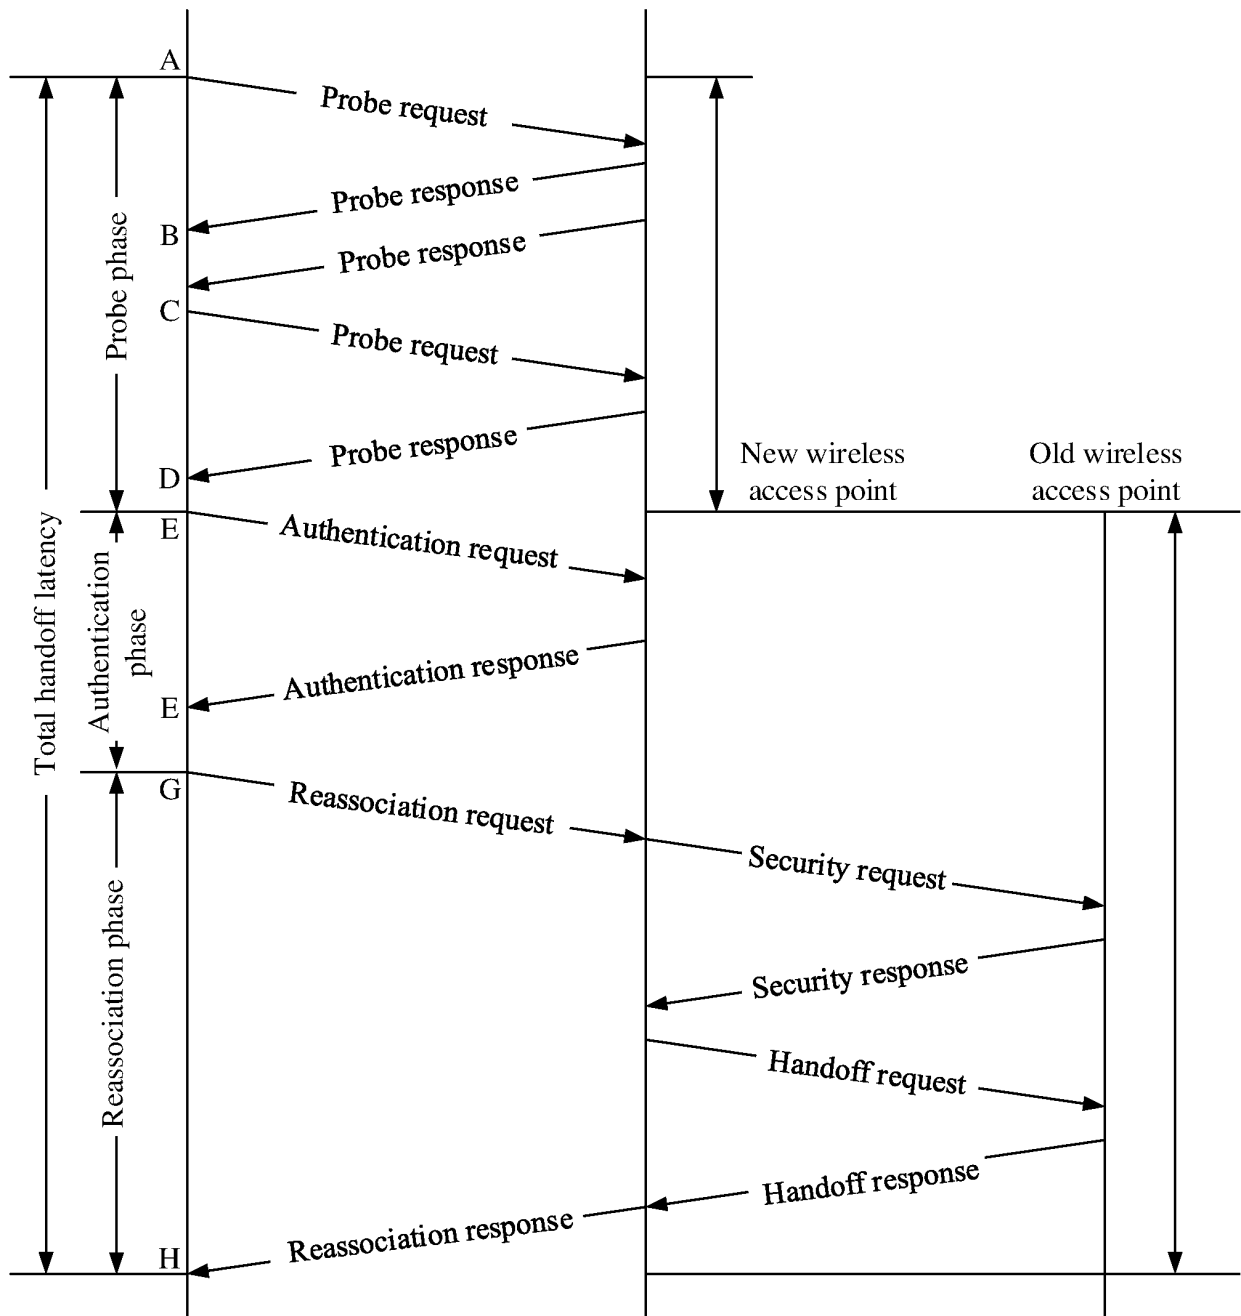 A
Probe request
Probe response
B
Probe response
C
Probe request
Probe response
D
Probe phase
New wireless
access point
Old wireless
access point
E
Authentication request
Authentication
phase
Authentication response
E
Total handoff latency
G
Reassociation request
Security request
Reassociation phase
Security response
Handoff request
Handoff response
Reassociation response
H